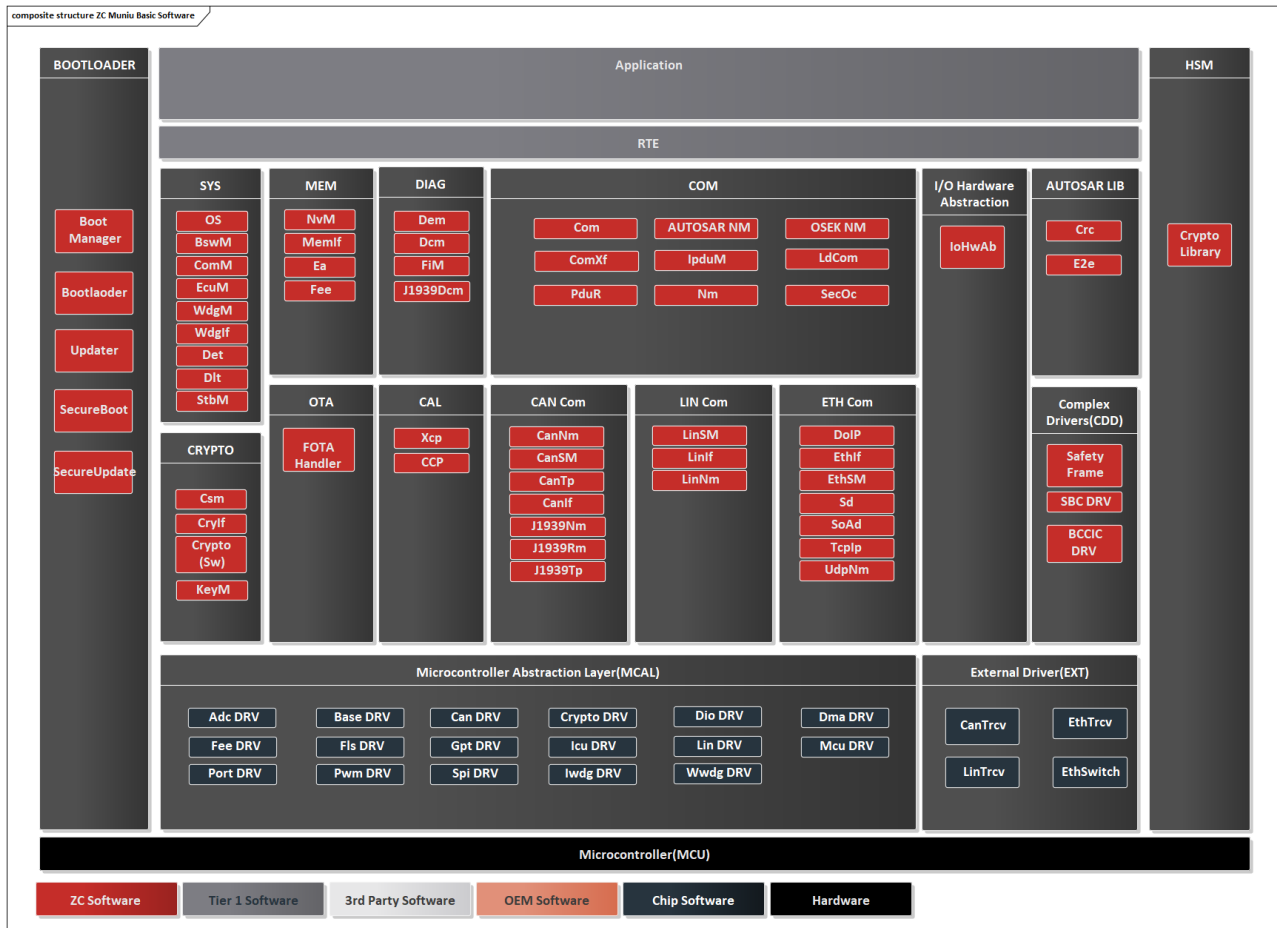 composite structure ZC Muniu Basic Software
BOOTLOADER
Boot
Manager
Bootlaoder
Updater
SecureBoot
SecureUpdate
Application
RTE
SYS
OS
BswM
ComM
EcuM
WdgM
WdgIf
Det
Dlt
StbM
MEM
NvM
MemIf
Ea
Fee
DIAG
Dem
Dcm
FiM
J1939Dcm
COM
Com
AUTOSAR NM
OSEK NM
ComXf
IpduM
LdCom
PduR
Nm
SecOc
I/O Hardware
Abstraction
IoHwAb
AUTOSAR LIB
Crc
E2e
HSM
Crypto
Library
CRYPTO
Csm
CryIf
Crypto
(Sw)
KeyM
OTA
FOTA
Handler
CAL
Xcp
CCP
CAN Com
CanNm
CanSM
CanTp
CanIf
J1939Nm
J1939Rm
J1939Tp
LIN Com
LinSM
LinIf
LinNm
ETH Com
DoIP
EthIf
EthSM
Sd
SoAd
TcpIp
UdpNm
Complex
Drivers(CDD)
Safety
Frame
SBC DRV
BCCIC
DRV
Microcontroller Abstraction Layer(MCAL)
Adc DRV
Base DRV
Can DRV
Crypto DRV
Dio DRV
Dma DRV
Fee DRV
Fls DRV
Gpt DRV
Icu DRV
Lin DRV
Mcu DRV
Port DRV
Pwm DRV
Spi DRV
Iwdg DRV
Wwdg DRV
External Driver(EXT)
CanTrcv
EthTrcv
LinTrcv
EthSwitch
Microcontroller(MCU)
ZC Software
Tier 1 Software
3rd Party Software
OEM Software
Chip Software
Hardware